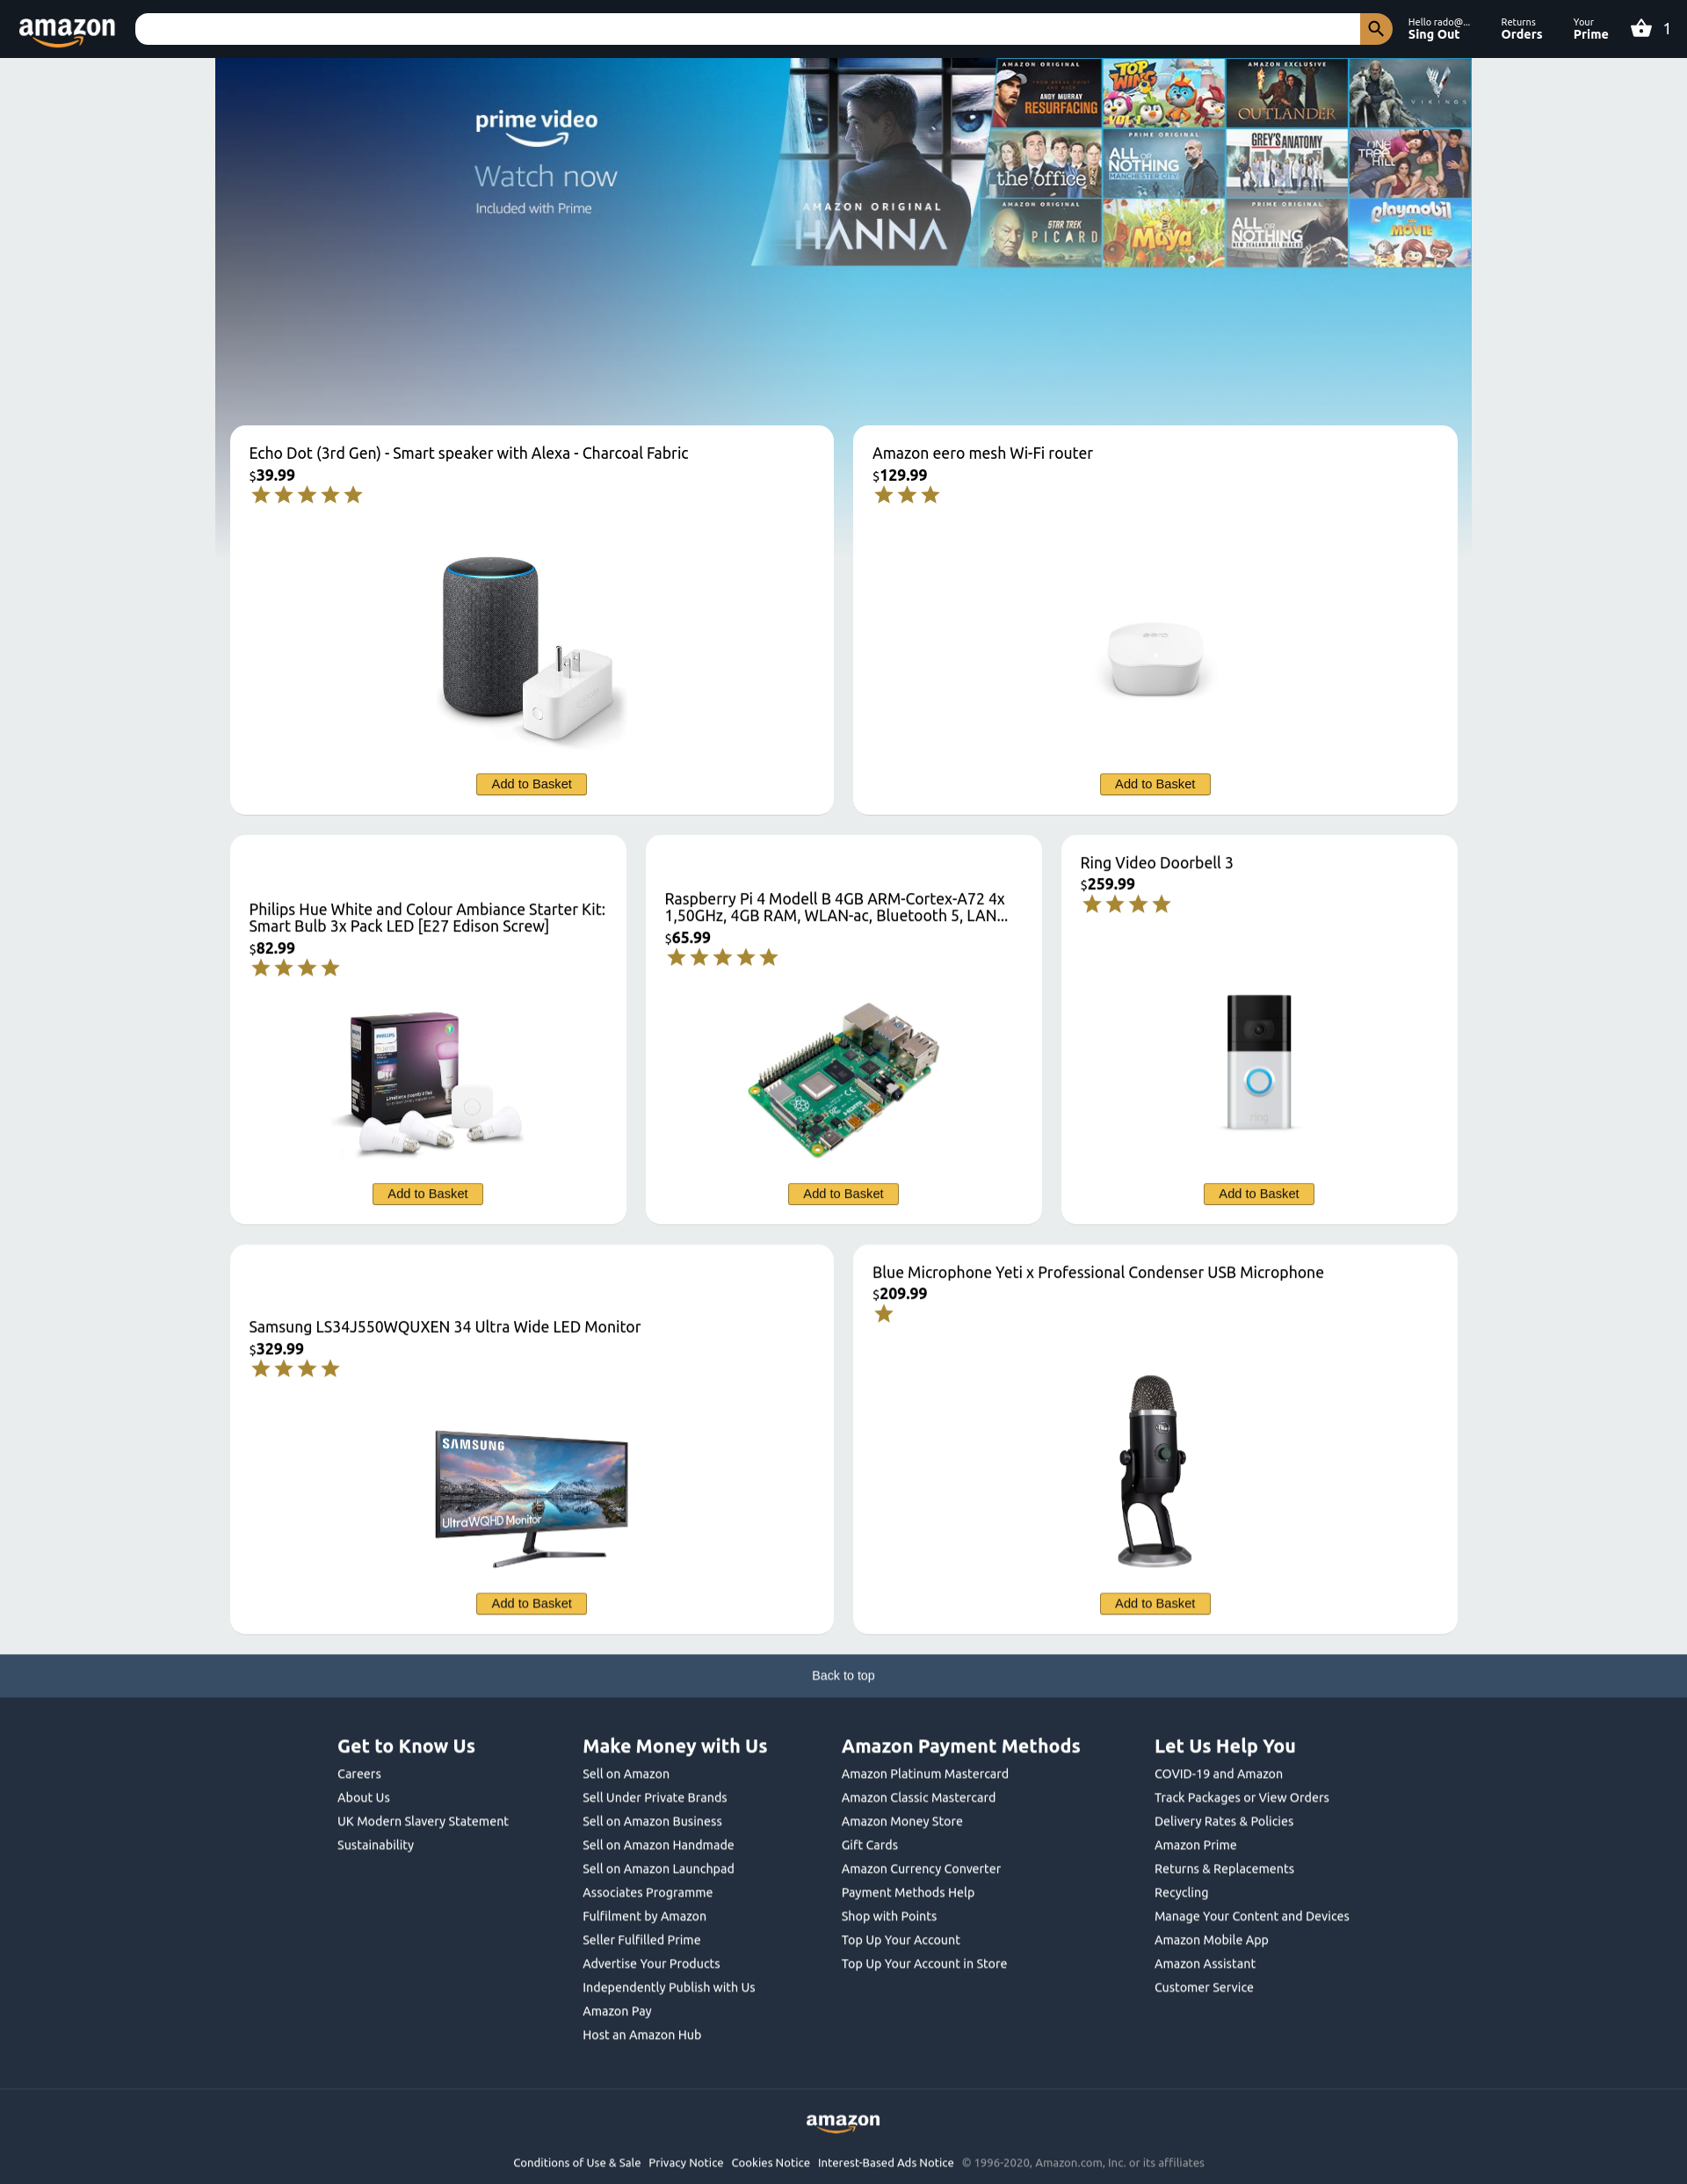 amazon
Hello rado@...
Sing Out
Returns
Orders
Your
Prime
1
prime video
Watch now
Included with Prime
AMAZON ORIGINAL
HANNA
AMAZON ORIGINAL
ANDY MURRAY
RESURFACING
TOP WING
VOL 1
AMAZON EXCLUSIVE
OUTLANDER
VIKINGS
the office
PRIME ORIGINAL
ALL OR NOTHING
MANCHESTER CITY
GREY'S ANATOMY
ONE TREE HILL
AMAZON ORIGINAL
STAR TREK
PICARD
Maya
PRIME ORIGINAL
ALL OR NOTHING
NEW ZEALAND ALL BLACKS
playmobil
MOVIE
Echo Dot (3rd Gen) - Smart speaker with Alexa - Charcoal Fabric
$39.99
Add to Basket
Amazon eero mesh Wi-Fi router
$129.99
eero
Add to Basket
Philips Hue White and Colour Ambiance Starter Kit:
Smart Bulb 3x Pack LED [E27 Edison Screw]
$82.99
Add to Basket
Raspberry Pi 4 Modell B 4GB ARM-Cortex-A72 4x
1,50GHz, 4GB RAM, WLAN-ac, Bluetooth 5, LAN...
$65.99
HDMI
Add to Basket
Ring Video Doorbell 3
$259.99
ring
Add to Basket
Samsung LS34J550WQUXEN 34 Ultra Wide LED Monitor
$329.99
SAMSUNG
UltraWQHD Monitor
Add to Basket
Blue Microphone Yeti x Professional Condenser USB Microphone
$209.99
Add to Basket
Back to top
Get to Know Us
Careers
About Us
UK Modern Slavery Statement
Sustainability
Make Money with Us
Sell on Amazon
Sell Under Private Brands
Sell on Amazon Business
Sell on Amazon Handmade
Sell on Amazon Launchpad
Associates Programme
Fulfilment by Amazon
Seller Fulfilled Prime
Advertise Your Products
Independently Publish with Us
Amazon Pay
Host an Amazon Hub
Amazon Payment Methods
Amazon Platinum Mastercard
Amazon Classic Mastercard
Amazon Money Store
Gift Cards
Amazon Currency Converter
Payment Methods Help
Shop with Points
Top Up Your Account
Top Up Your Account in Store
Let Us Help You
COVID-19 and Amazon
Track Packages or View Orders
Delivery Rates & Policies
Amazon Prime
Returns & Replacements
Recycling
Manage Your Content and Devices
Amazon Mobile App
Amazon Assistant
Customer Service
amazon
Conditions of Use & Sale Privacy Notice Cookies Notice Interest-Based Ads Notice © 1996-2020, Amazon.com, Inc. or its affiliates